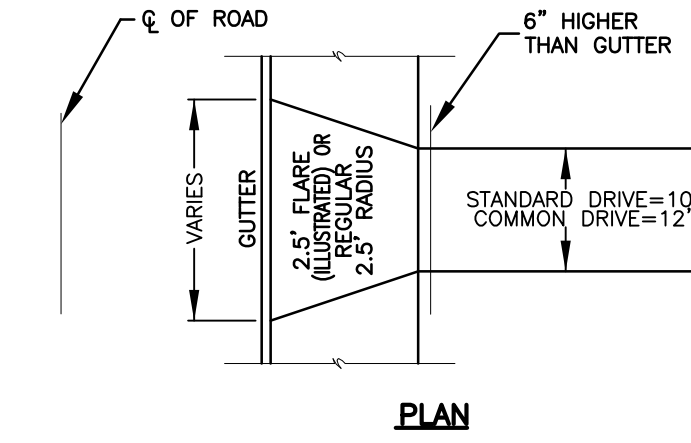 ℄ OF ROAD
6" HIGHER
THAN GUTTER
VARIES
GUTTER
2.5' FLARE
(ILLUSTRATED) OR
REGULAR
2.5' RADIUS
STANDARD DRIVE=10
COMMON DRIVE=12'
PLAN